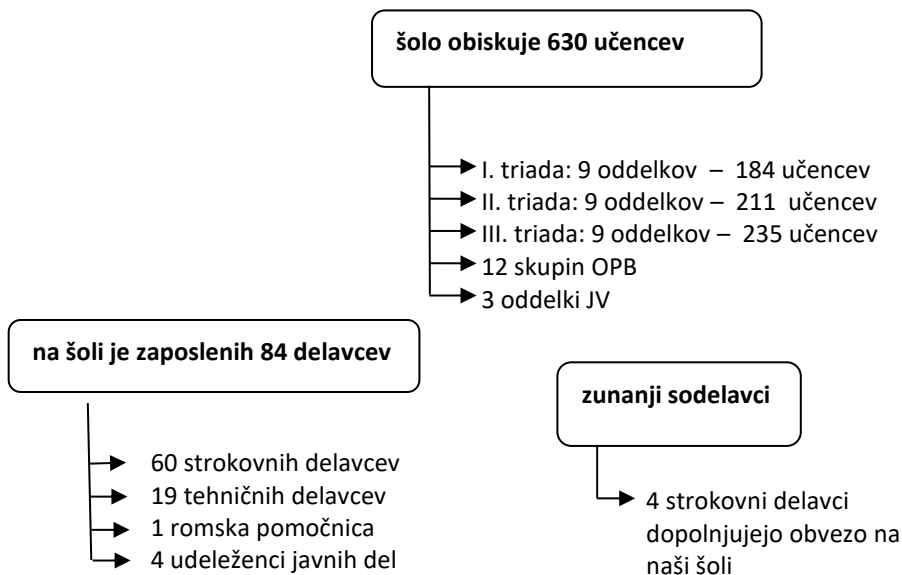 šolo obiskuje 630 učencev
I. triada: 9 oddelkov – 184 učencev
II. triada: 9 oddelkov – 211 učencev
III. triada: 9 oddelkov – 235 učencev
12 skupin OPB
3 oddelki JV
na šoli je zaposlenih 84 delavcev
60 strokovnih delavcev
19 tehničnih delavcev
1 romska pomočnica
4 udeleženci javnih del
zunanji sodelavci
4 strokovni delavci
dopolnjujejo obvezo na
naši šoli